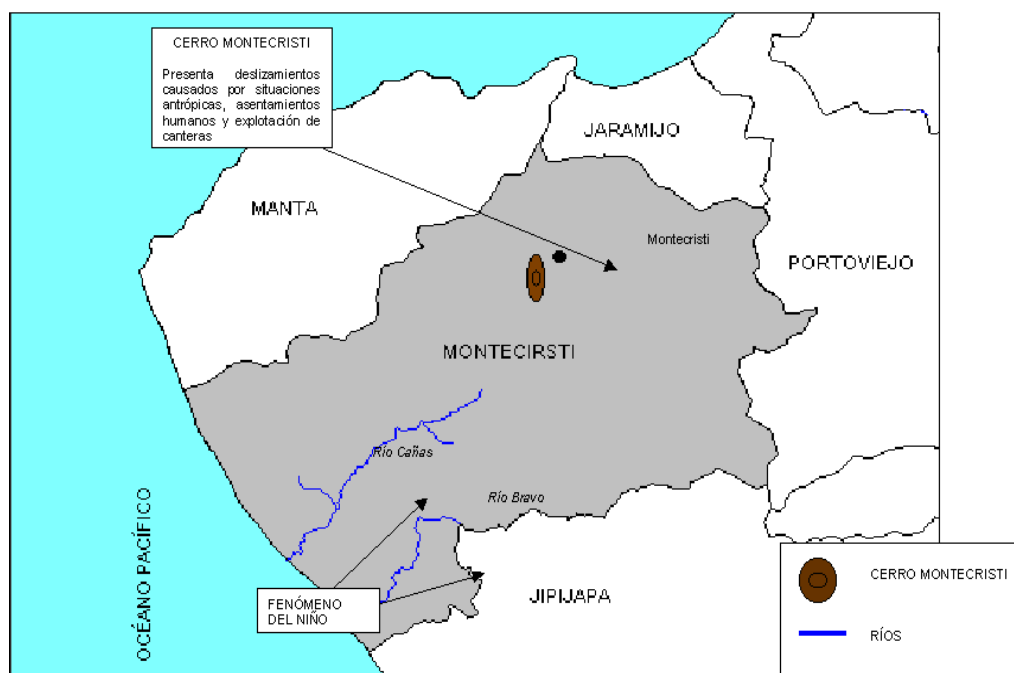 CERRO MONTECRISTI
Presenta deslizamientos
causados por situaciones
antrópicas, asentamientos
humanos y explotación de
canteras
JARAMIJO
MANTA
Montecristi
PORTOVIEJO
MONTECIRSTI
Río Cañas
Río Bravo
OCÉANO PACÍFICO
FENÓMENO
DEL NIÑO
JIPIJAPA
CERRO MONTECRISTI
RÍOS